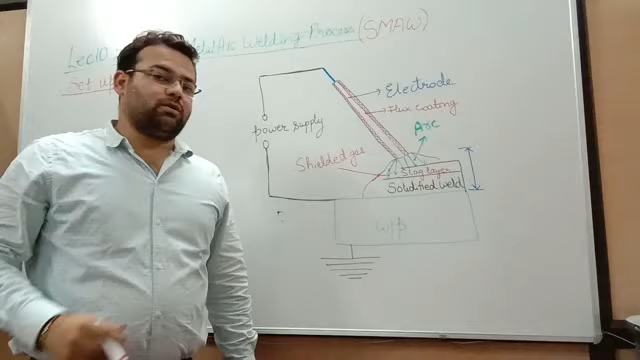 Lec10 Metal Arc Welding Process (SMAW)
Set up
Electrode
Flux coating
power supply
Arc
Shielded gas
Slag layer
Solidified weld
w/p